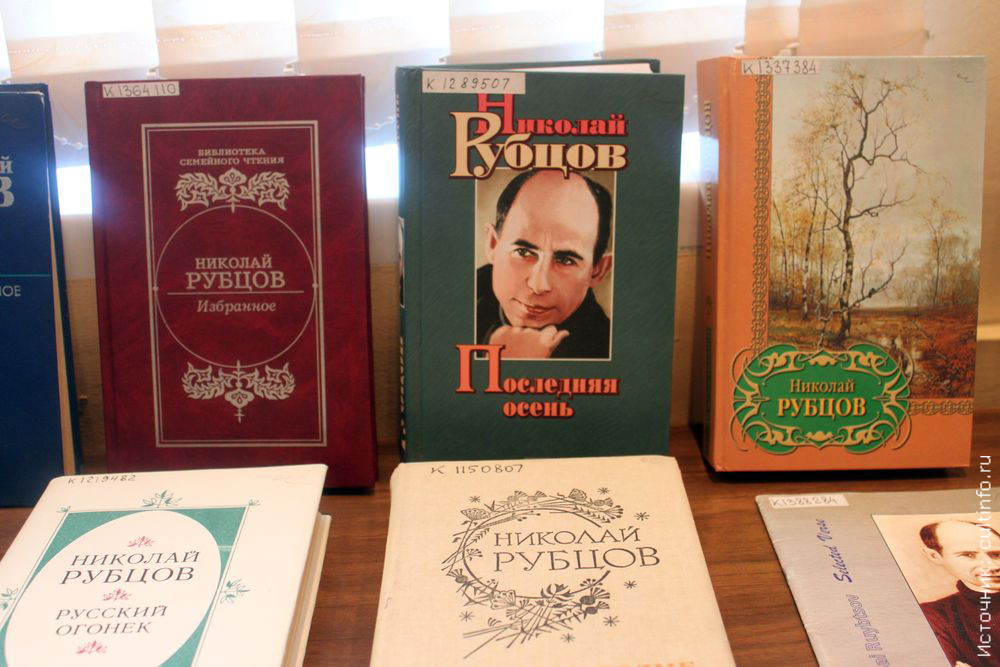 К 1364110
БИБЛИОТЕКА
СЕМЕЙНОГО ЧТЕНИЯ
НИКОЛАЙ
РУБЦОВ
Избранное
К 1289507
Николай
Рубцов
Последняя
осень
К 1337384
Николай
РУБЦОВ
К 1219482
НИКОЛАЙ
РУБЦОВ
РУССКИЙ
ОГОНЕК
К 1150807
НИКОЛАЙ
РУБЦОВ
К 1388284
Selected Verse
Источник: cultinfo.ru